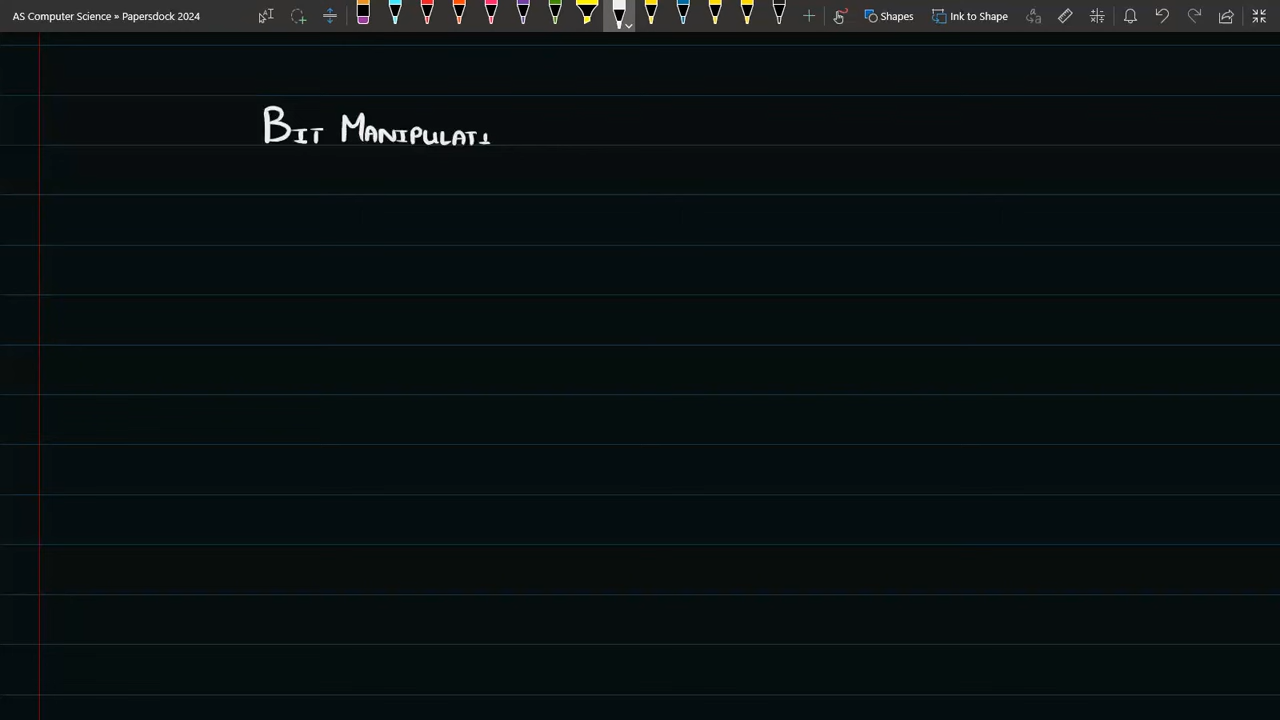 AS Computer Science » Papersdock 2024
Shapes
Ink to Shape
BIT MANIPULATI